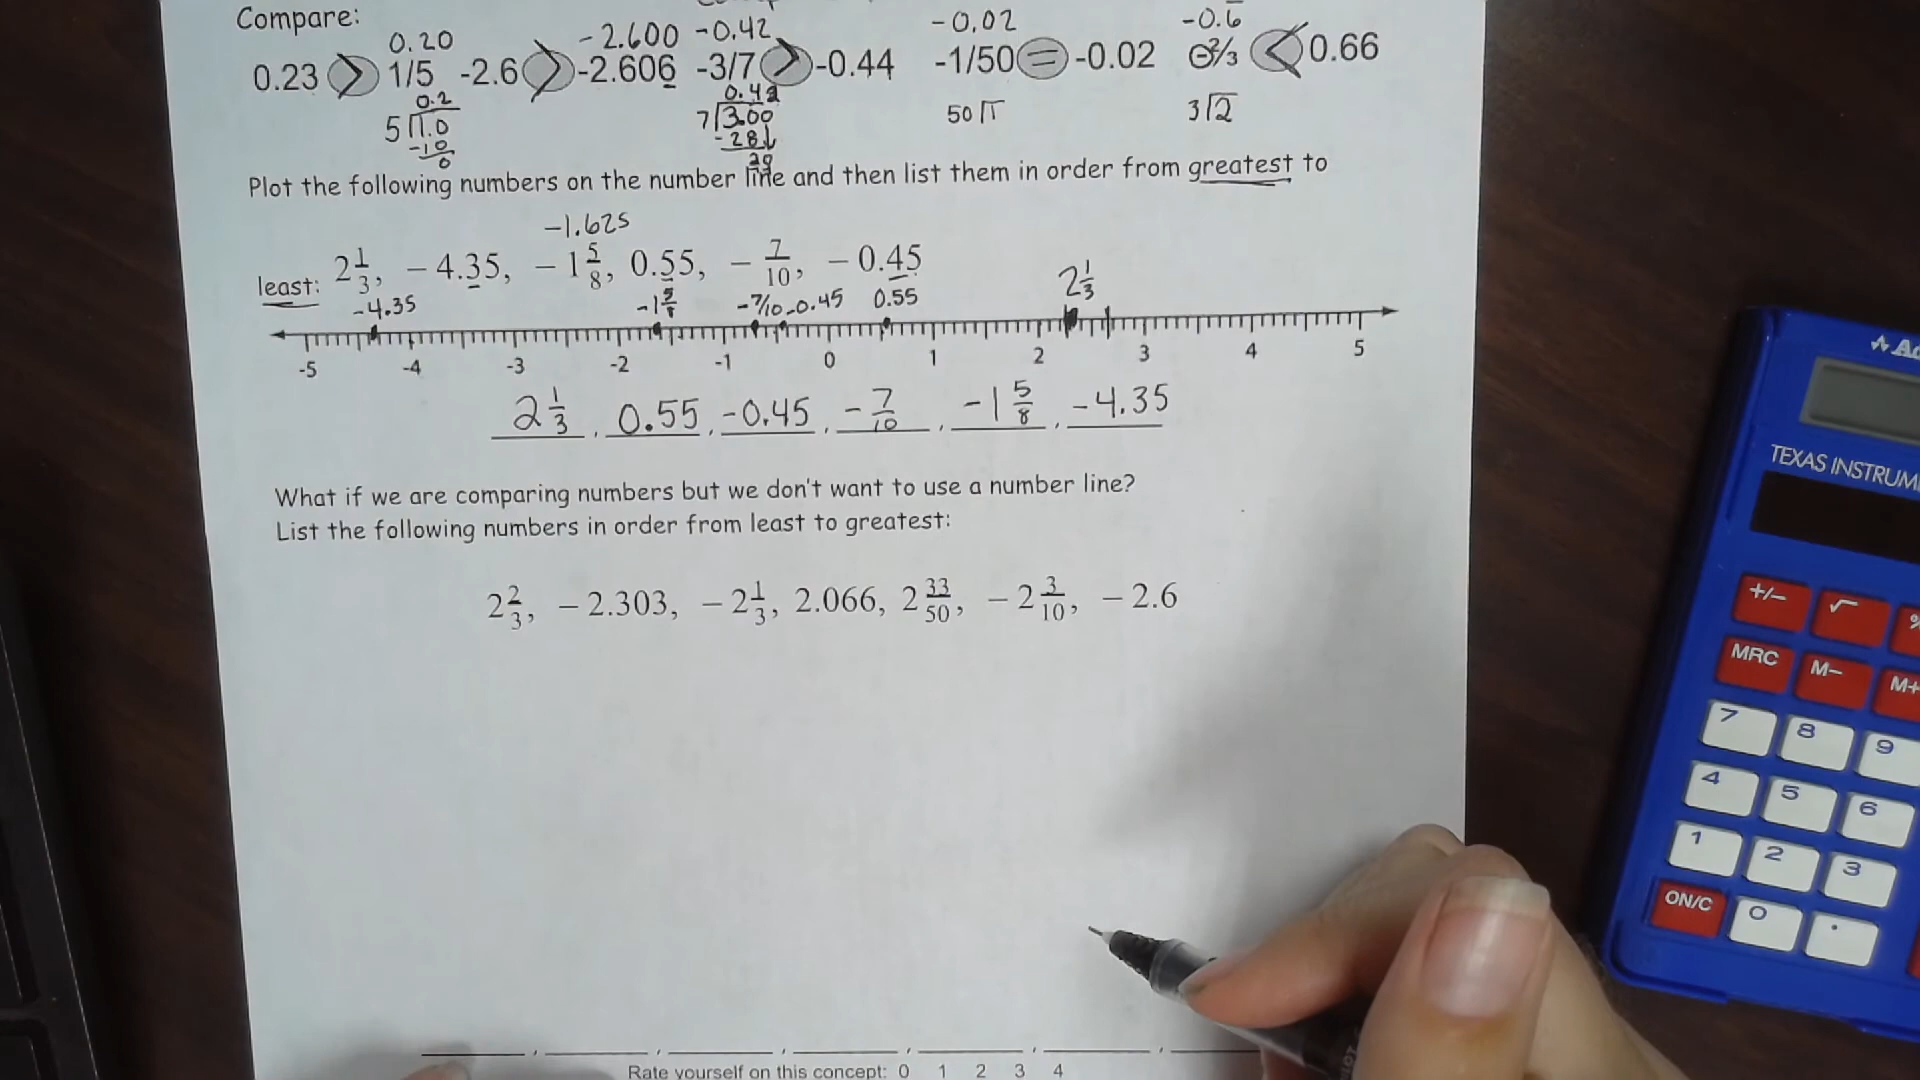 Compare:
0.20 - 2.600 -0.42 - 0.02 -0.6̅
0.23 > 1/5 -2.6 > -2.606 -3/7 > -0.44 -1/50 = -0.02 -2/3 < 0.66
0.2 0.42
5 1.0 7 3.00 50 1 3 2
-10 -28
0 20
Plot the following numbers on the number line and then list them in order from greatest to
-1.625
least: 2 1/3, - 4.35, - 1 5/8, 0.55, - 7/10, - 0.45
-4.35 -1 5/8 -7/10 -0.45 0.55 2 1/3
-5 -4 -3 -2 -1 0 1 2 3 4 5
2 1/3, 0.55, -0.45, - 7/10, -1 5/8, -4.35
What if we are comparing numbers but we don't want to use a number line?
List the following numbers in order from least to greatest:
2 2/3, - 2.303, - 2 1/3, 2.066, 2 33/50, - 2 3/10, - 2.6
Rate yourself on this concept: 0 1 2 3 4
TEXAS INSTRUM
+/- √ %
MRC M- M+
7 8 9
4 5 6
1 2 3
ON/C 0 .